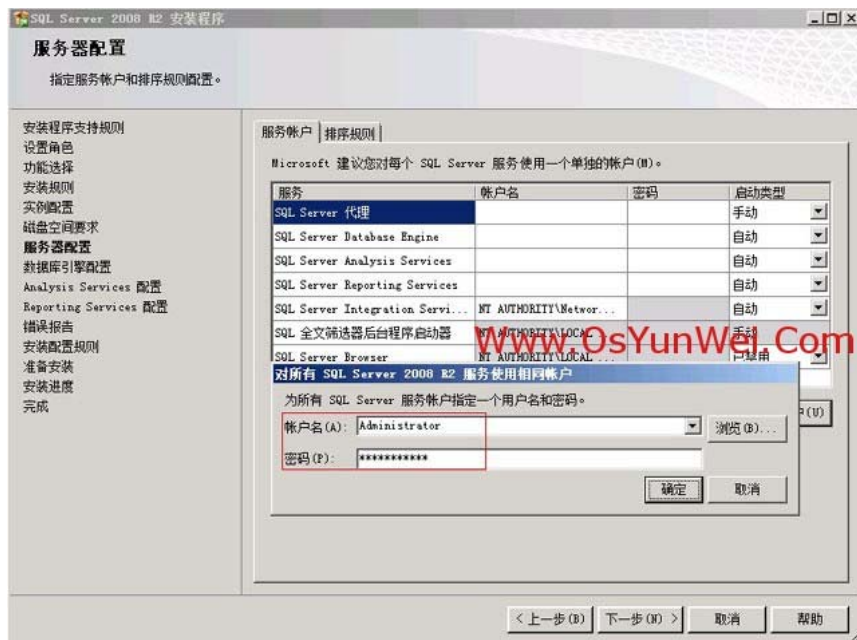 SQL Server 2008 R2 安装程序
服务器配置
指定服务帐户和排序规则配置。
安装程序支持规则
设置角色
功能选择
安装规则
实例配置
磁盘空间要求
服务器配置
数据库引擎配置
Analysis Services 配置
Reporting Services 配置
错误报告
安装配置规则
准备安装
安装进度
完成
服务帐户 排序规则
Microsoft 建议您对每个 SQL Server 服务使用一个单独的帐户(M)。
服务 帐户名 密码 启动类型
SQL Server 代理 手动
SQL Server Database Engine 自动
SQL Server Analysis Services 自动
SQL Server Reporting Services 自动
SQL Server Integration Servi... NT AUTHORITY\Networ... 自动
SQL 全文筛选器后台程序启动器 NT AUTHORITY\LOCAL ... 手动
Www.OsYunWei.Com
SQL Server Browser NT AUTHORITY\LOCAL ... 已禁用
对所有 SQL Server 2008 R2 服务使用相同帐户
为所有 SQL Server 服务帐户指定一个用户名和密码。
帐户名(A): Administrator 浏览(B)...
(U)
密码(P): ***********
确定 取消
< 上一步(B) 下一步(N) > 取消 帮助